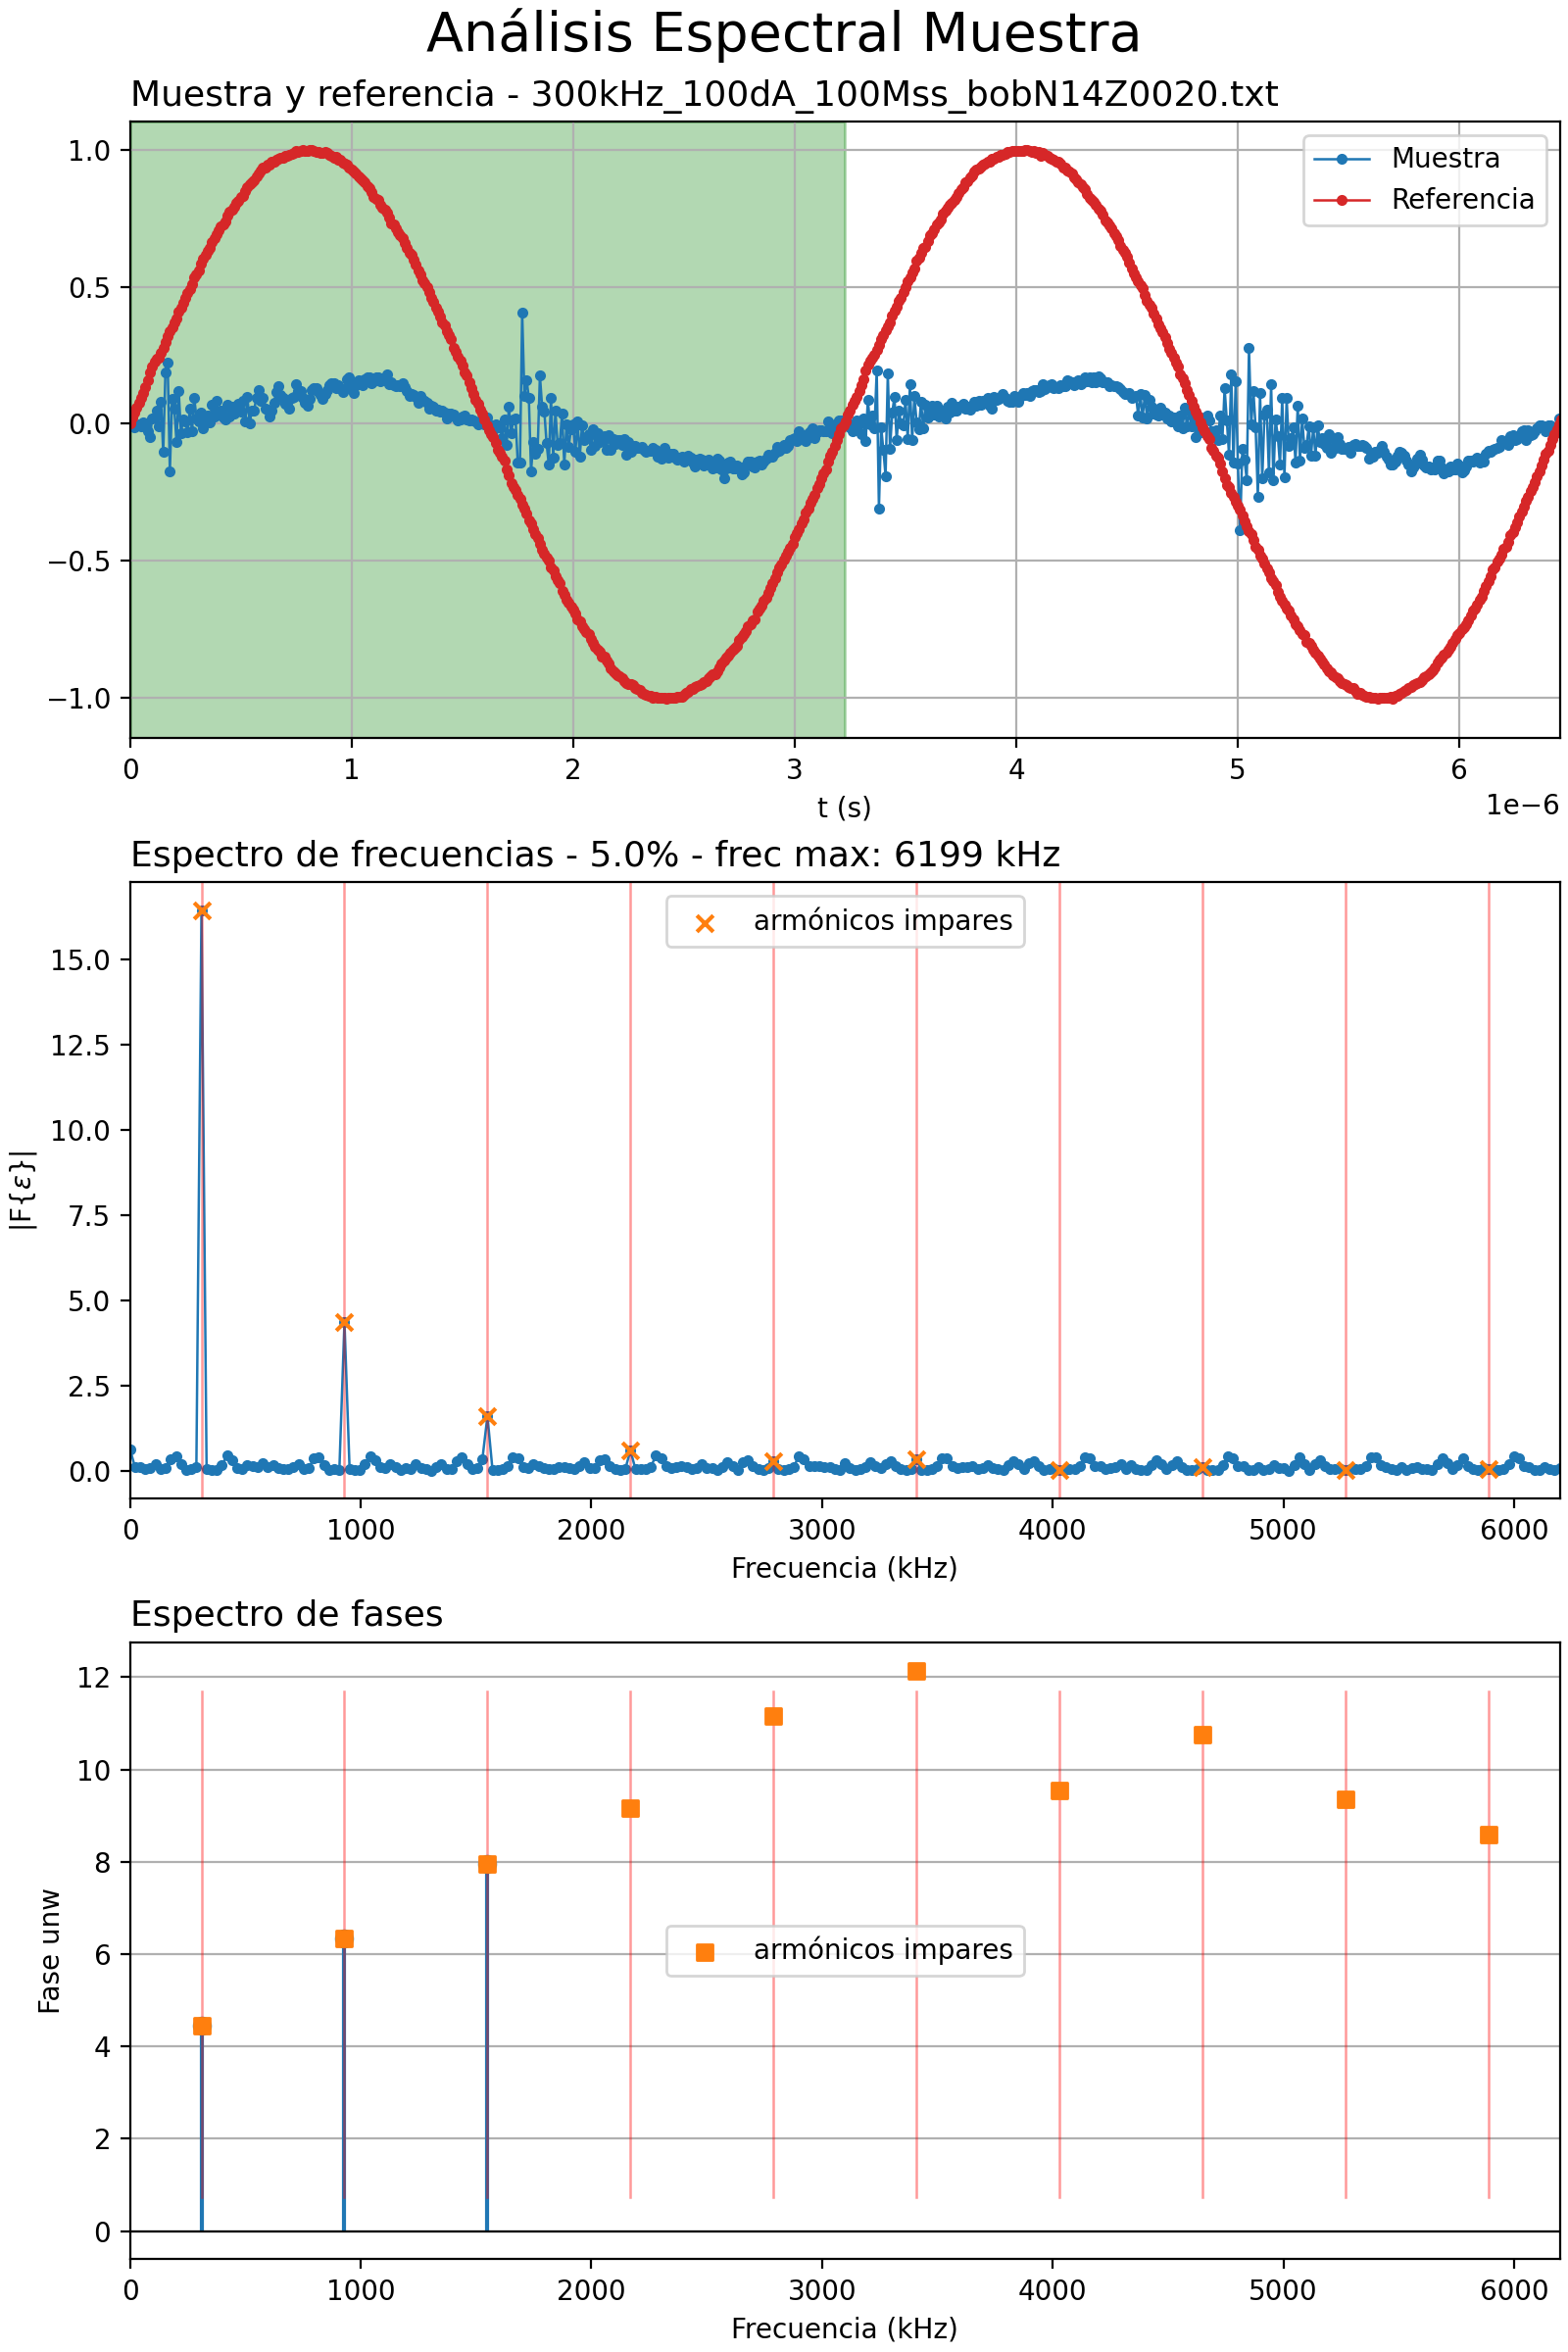 Análisis Espectral Muestra
Muestra y referencia - 300kHz_100dA_100Mss_bobN14Z0020.txt
1.0
0.5
0.0
−0.5
−1.0
Muestra
Referencia
0 1 2 3 4 5 6
1e−6
t (s)
Espectro de frecuencias - 5.0% - frec max: 6199 kHz
armónicos impares
15.0
12.5
10.0
7.5
5.0
2.5
0.0
|F{ε}|
0 1000 2000 3000 4000 5000 6000
Frecuencia (kHz)
Espectro de fases
12
10
8
6
4
2
0
Fase unw
armónicos impares
0 1000 2000 3000 4000 5000 6000
Frecuencia (kHz)